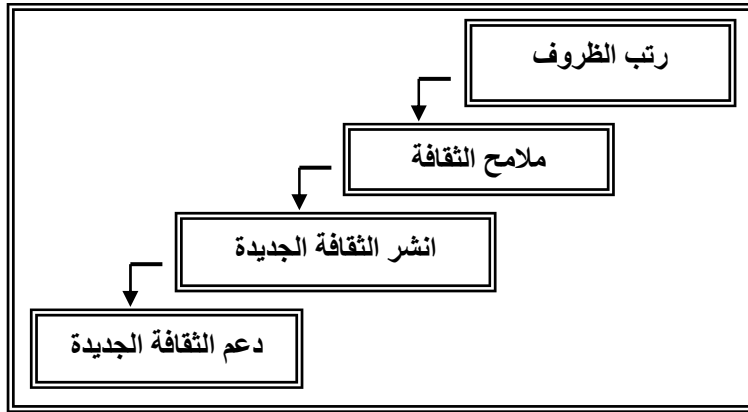 رتب الظروف
ملامح الثقافة
انشر الثقافة الجديدة
دعم الثقافة الجديدة